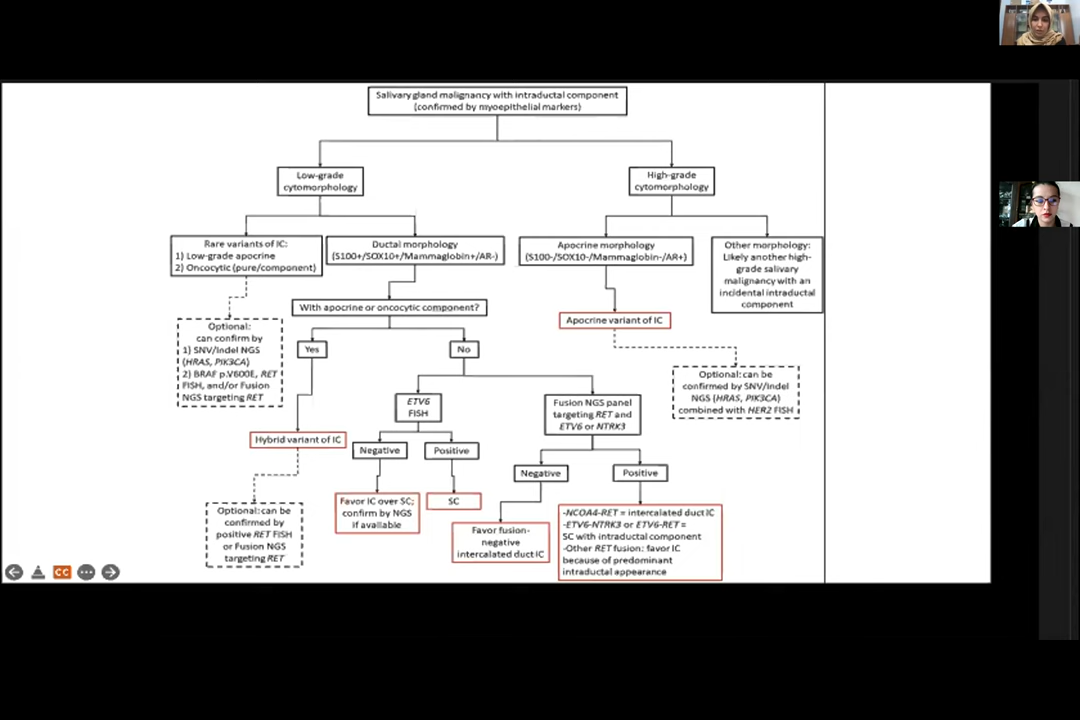 Salivary gland malignancy with intraductal component
(confirmed by myoepithelial markers)
Low-grade
cytomorphology
High-grade
cytomorphology
Rare variants of IC:
1) Low-grade apocrine
2) Oncocytic (pure/component)
Ductal morphology
(S100+/SOX10+/Mammaglobin+/AR-)
Apocrine morphology
(S100-/SOX10-/Mammaglobin-/AR+)
Other morphology:
Likely another high-
grade salivary
malignancy with an
incidental intraductal
component
With apocrine or oncocytic component?
Apocrine variant of IC
Optional:
can confirm by
1) SNV/Indel NGS
(HRAS, PIK3CA)
2) BRAF p.V600E, RET
FISH, and/or Fusion
NGS targeting RET
Yes
No
Optional: can be
confirmed by SNV/Indel
NGS (HRAS, PIK3CA)
combined with HER2 FISH
ETV6
FISH
Fusion NGS panel
targeting RET and
ETV6 or NTRK3
Hybrid variant of IC
Negative
Positive
Negative
Positive
Favor IC over SC;
confirm by NGS
if available
SC
Optional: can be
confirmed by
positive RET FISH
or Fusion NGS
targeting RET
Favor fusion-
negative
intercalated duct IC
-NCOA4-RET = intercalated duct IC
-ETV6-NTRK3 or ETV6-RET =
SC with intraductal component
-Other RET fusion: favor IC
because of predominant
intraductal appearance
CC